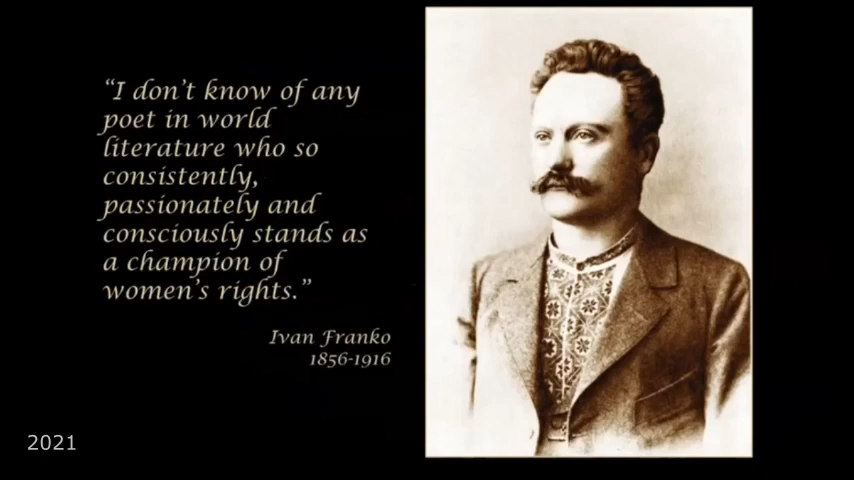 “I don’t know of any
poet in world
literature who so
consistently,
passionately and
consciously stands as
a champion of
women’s rights.”
Ivan Franko
1856-1916
2021